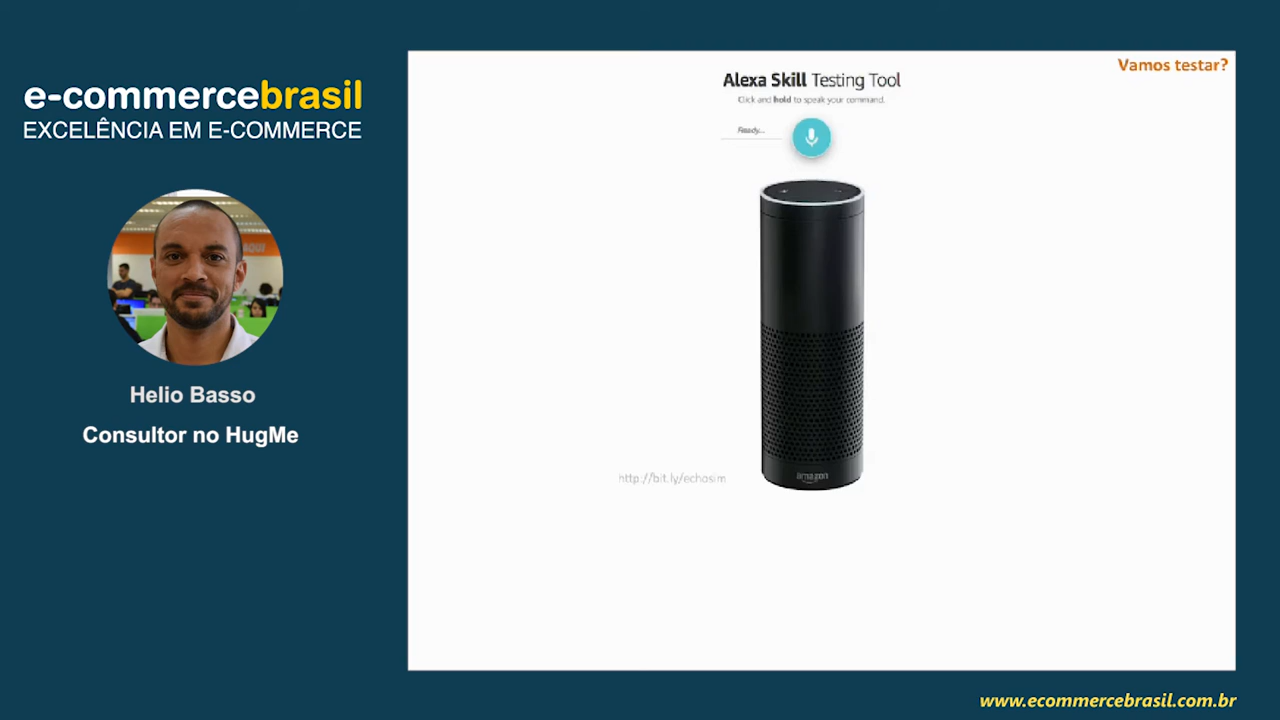 e-commercebrasil
EXCELÊNCIA EM E-COMMERCE
Helio Basso
Consultor no HugMe
Vamos testar?
Alexa Skill Testing Tool
Click and hold to speak your command.
Ready...
amazon
http://bit.ly/echosim
www.ecommercebrasil.com.br